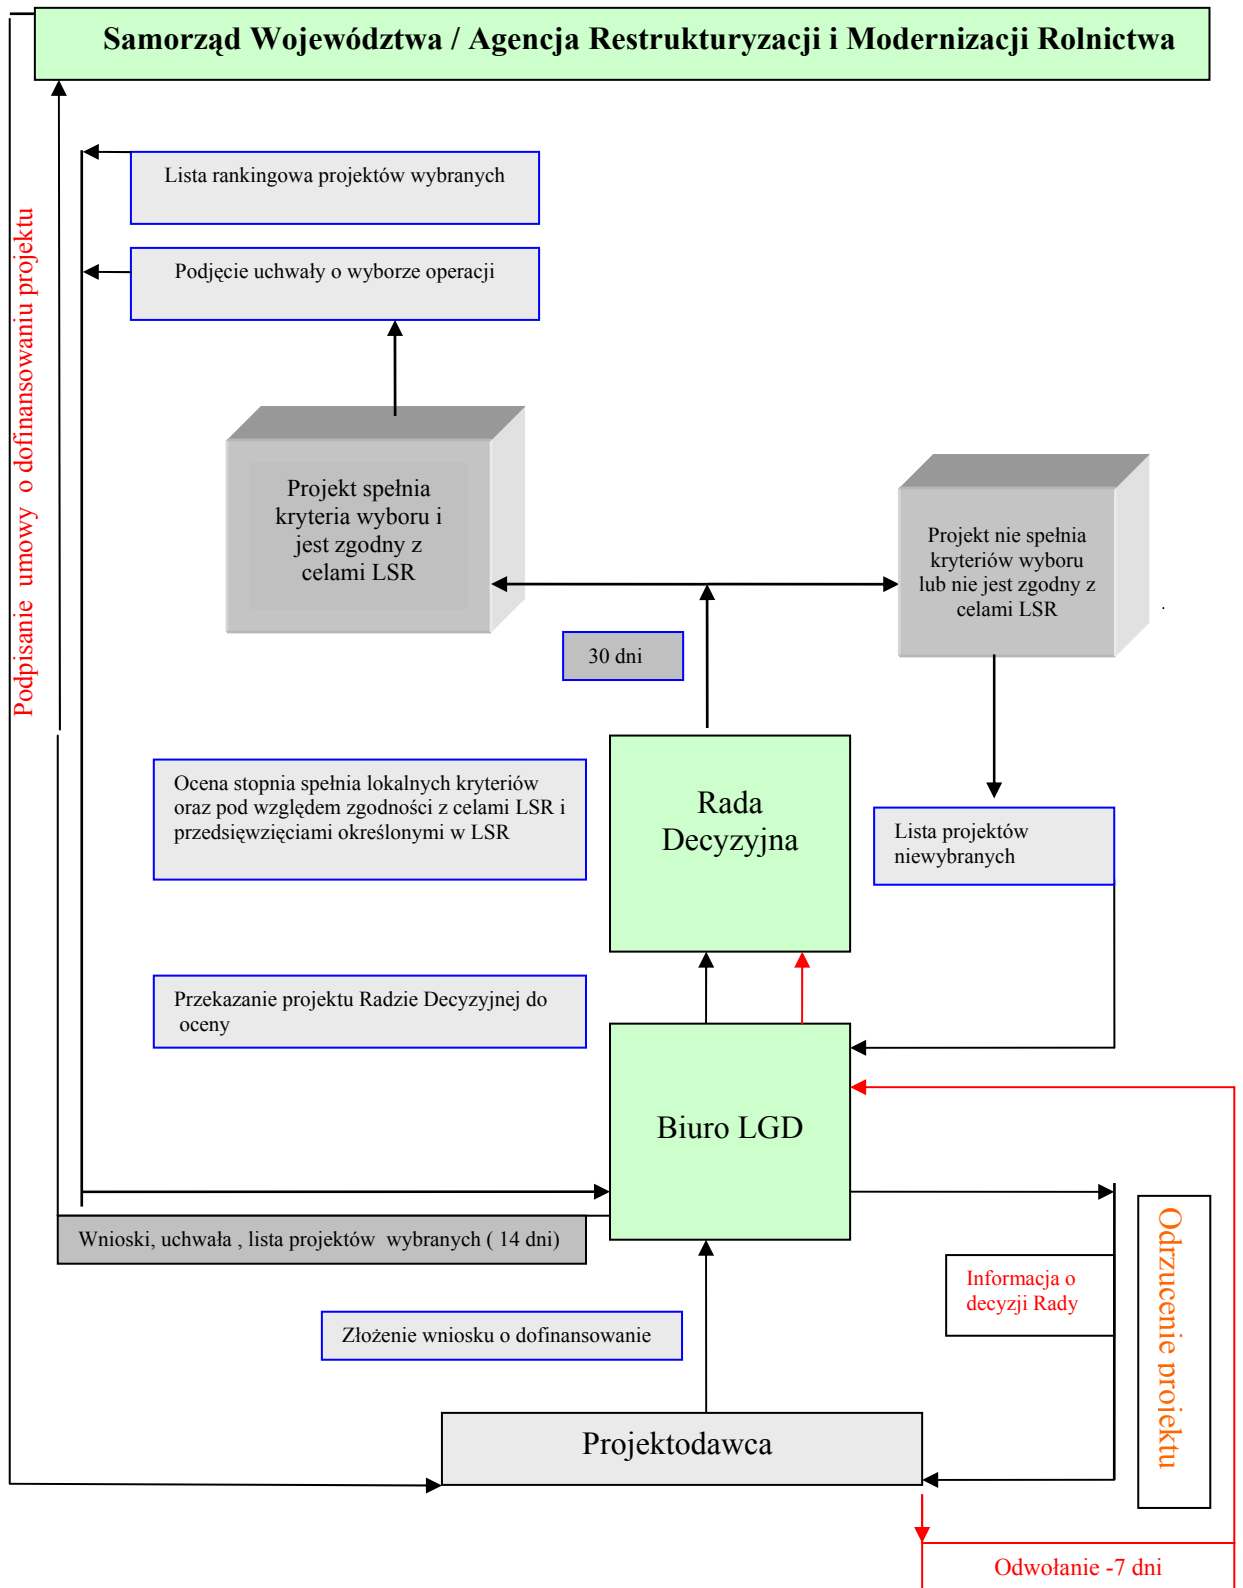 Samorząd Województwa / Agencja Restrukturyzacji i Modernizacji Rolnictwa
Podpisanie umowy o dofinansowaniu projektu
Lista rankingowa projektów wybranych
Podjęcie uchwały o wyborze operacji
Projekt spełnia
kryteria wyboru i
jest zgodny z
celami LSR
Projekt nie spełnia
kryteriów wyboru
lub nie jest zgodny z
celami LSR
.
30 dni
Ocena stopnia spełnia lokalnych kryteriów
oraz pod względem zgodności z celami LSR i
przedsięwzięciami określonymi w LSR
Rada
Decyzyjna
Lista projektów
niewybranych
Przekazanie projektu Radzie Decyzyjnej do
oceny
Biuro LGD
Wnioski, uchwała , lista projektów wybranych ( 14 dni)
Informacja o
decyzji Rady
Odrzucenie projektu
Złożenie wniosku o dofinansowanie
Projektodawca
Odwołanie -7 dni